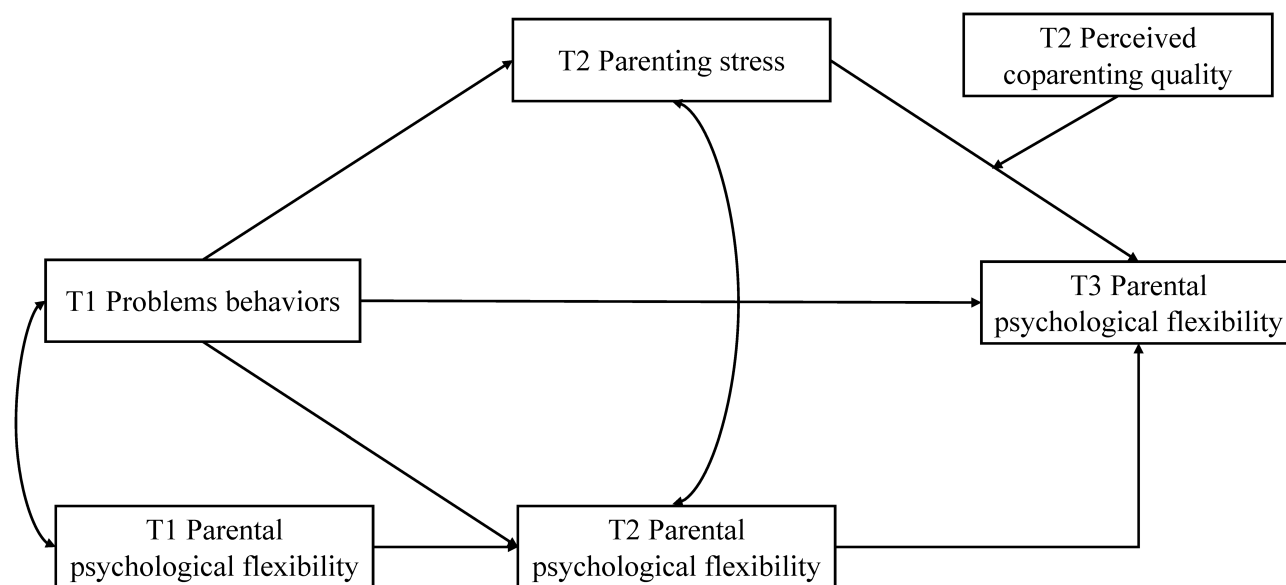 T2 Parenting stress
T2 Perceived
coparenting quality
T1 Problems behaviors
T3 Parental
psychological flexibility
T1 Parental
psychological flexibility
T2 Parental
psychological flexibility